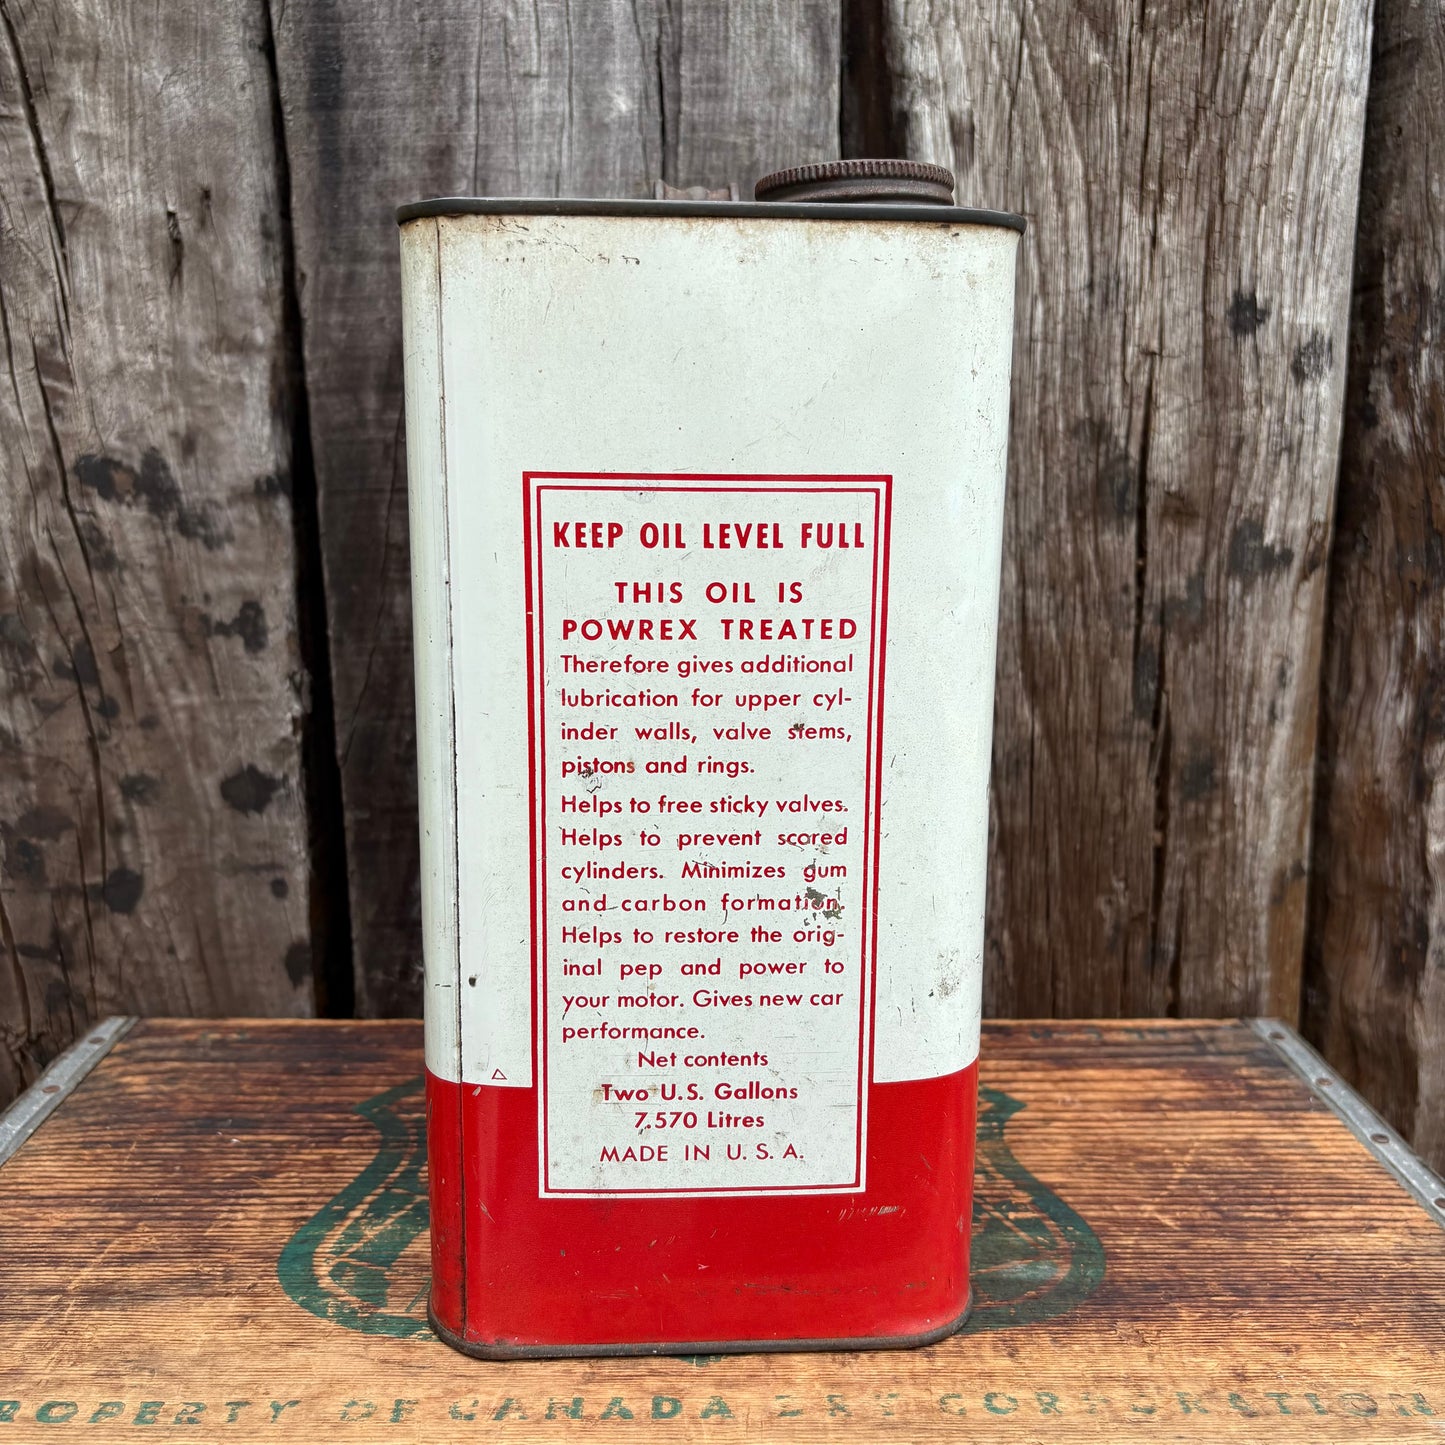 KEEP OIL LEVEL FULL
THIS OIL IS
POWREX TREATED
Therefore gives additional
lubrication for upper cyl-
inder walls, valve stems,
pistons and rings.
Helps to free sticky valves.
Helps to prevent scored
cylinders. Minimizes gum
and carbon formation.
Helps to restore the orig-
inal pep and power to
your motor. Gives new car
performance.
Net contents
Two U.S. Gallons
7.570 Litres
MADE IN U. S. A.
PROPERTY OF CANADA DRY CORPORATION